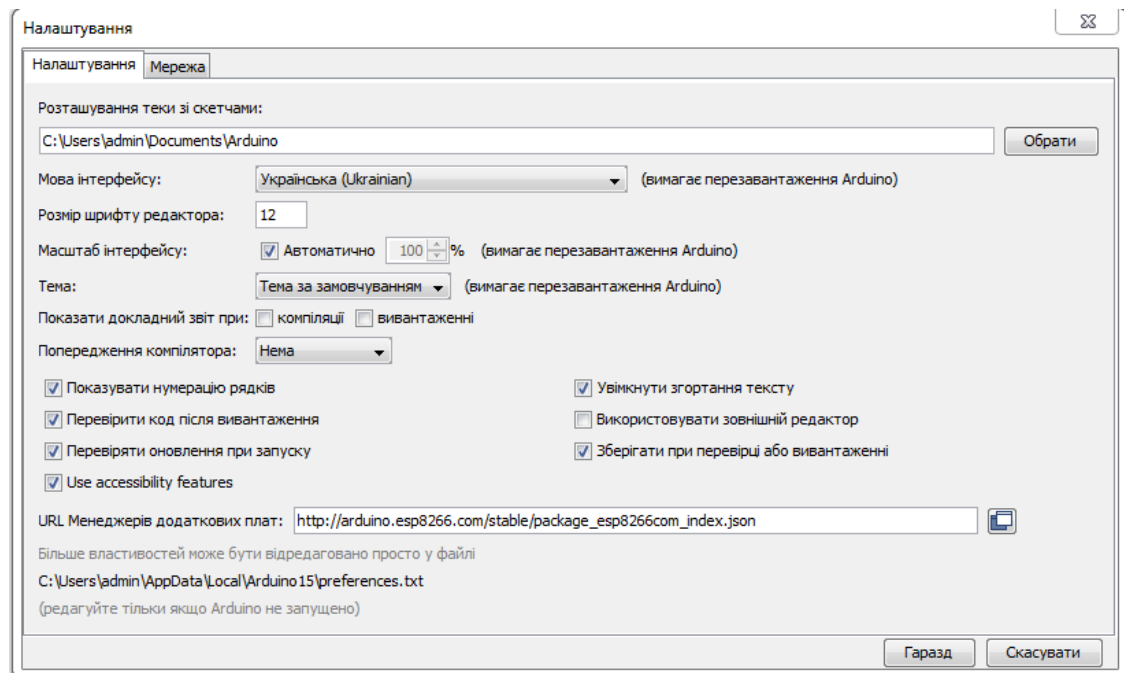 Налаштування
Налаштування Мережа
Розташування теки зі скетчами:
C:\Users\admin\Documents\Arduino Обрати
Мова інтерфейсу: Українська (Ukrainian) (вимагає перезавантаження Arduino)
Розмір шрифту редактора: 12
Масштаб інтерфейсу: Автоматично 100 % (вимагає перезавантаження Arduino)
Тема: Тема за замовчуванням (вимагає перезавантаження Arduino)
Показати докладний звіт при: компіляції вивантаженні
Попередження компілятора: Нема
Показувати нумерацію рядків Увімкнути згортання тексту
Перевірити код після вивантаження Використовувати зовнішній редактор
Перевіряти оновлення при запуску Зберігати при перевірці або вивантаженні
Use accessibility features
URL Менеджерів додаткових плат: http://arduino.esp8266.com/stable/package_esp8266com_index.json
Більше властивостей може бути відредаговано просто у файлі
C:\Users\admin\AppData\Local\Arduino15\preferences.txt
(редагуйте тільки якщо Arduino не запущено)
Гаразд Скасувати